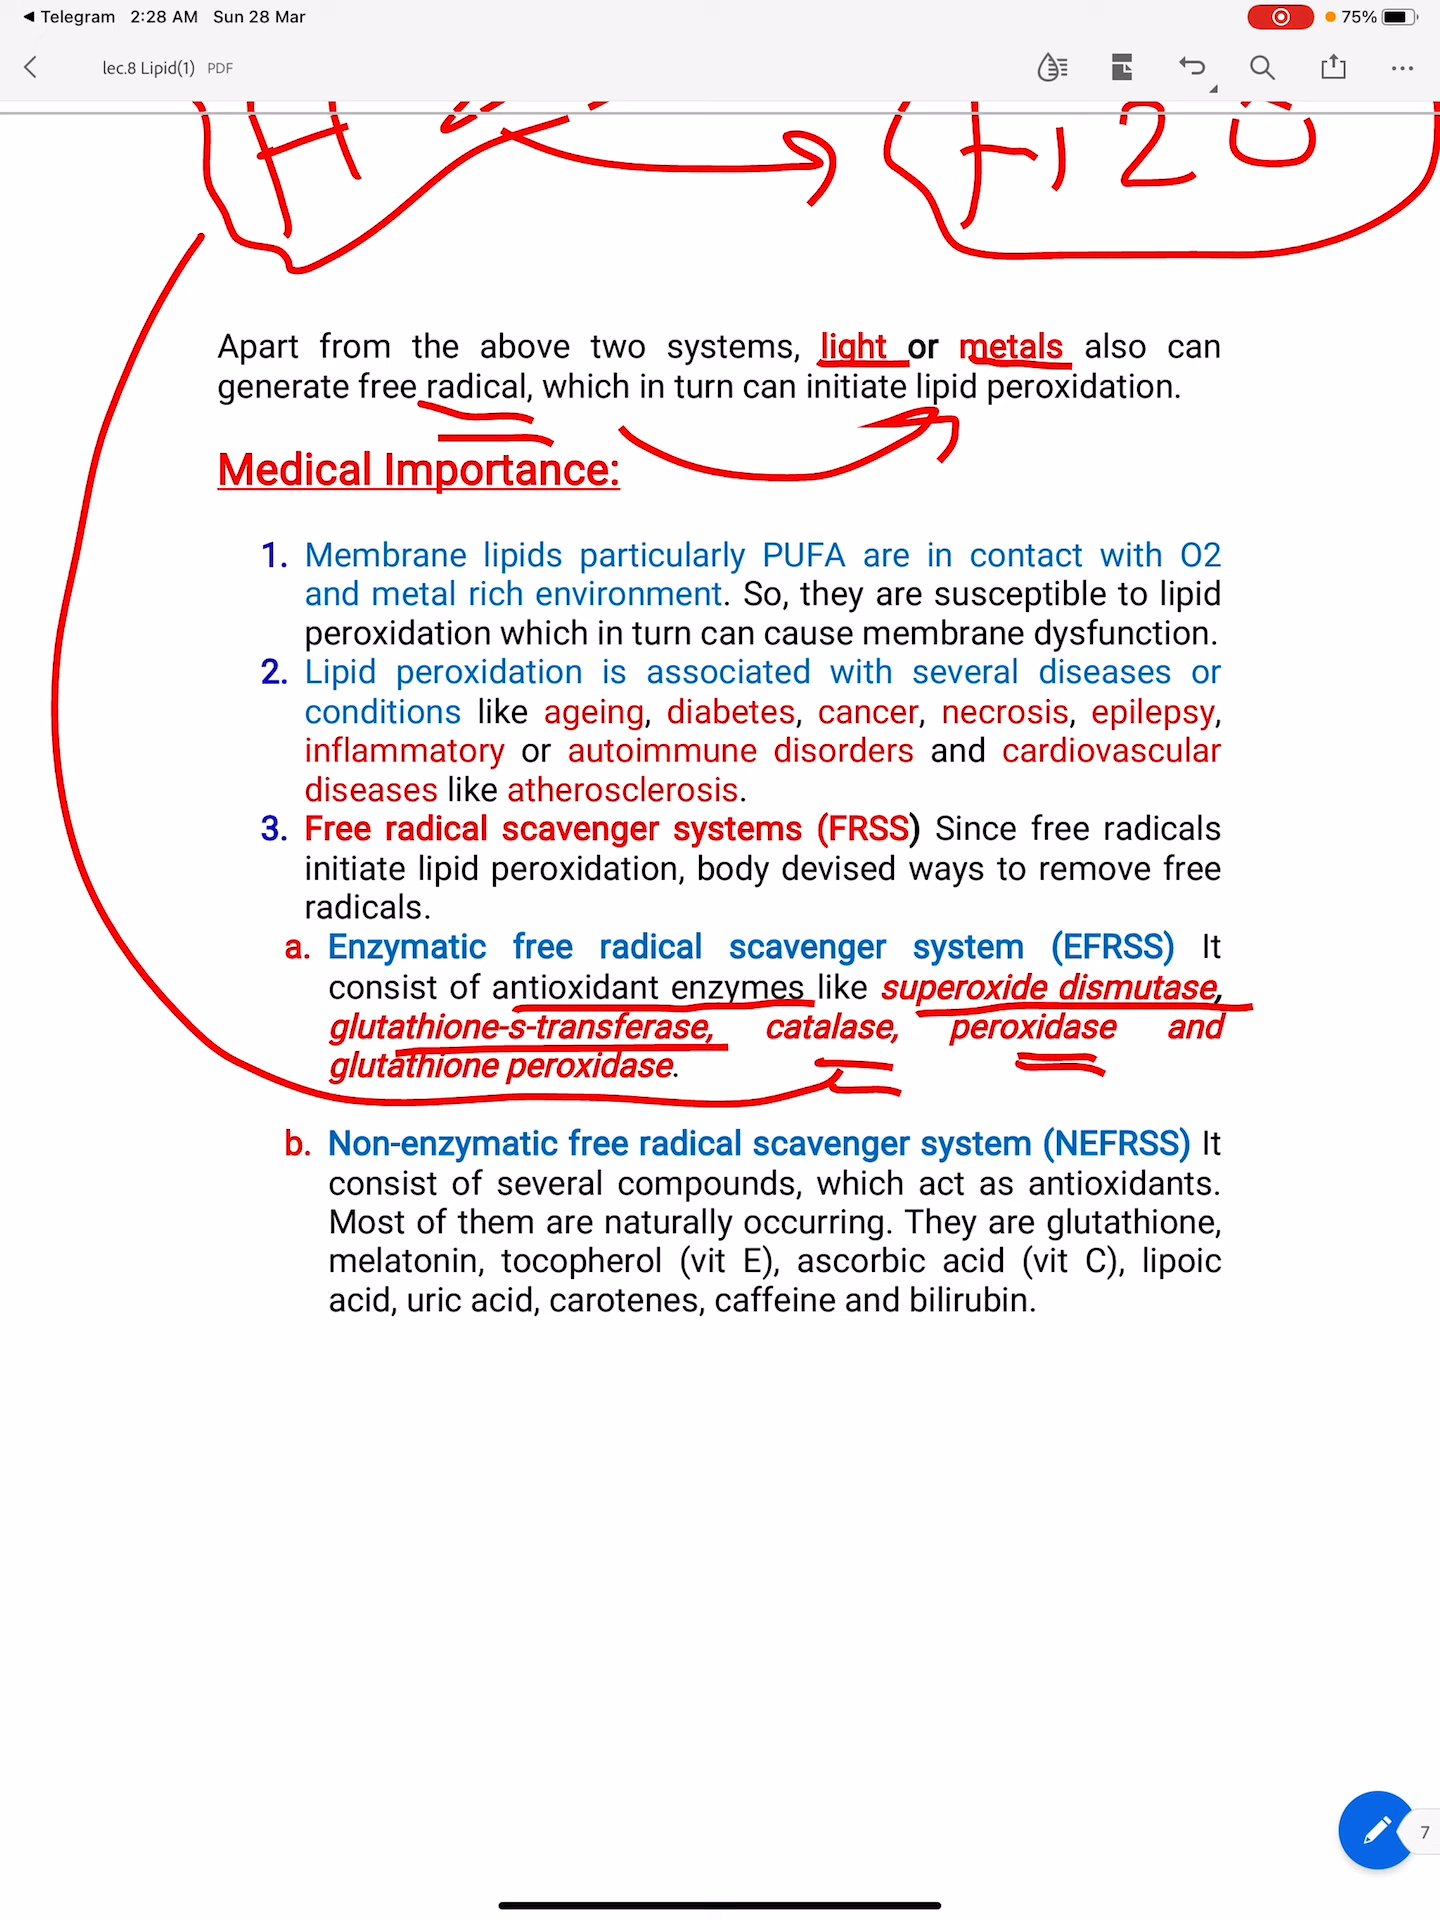 Telegram 2:28 AM Sun 28 Mar 75%
lec.8 Lipid(1) PDF
H H2O
Apart from the above two systems, light or metals also can
generate free radical, which in turn can initiate lipid peroxidation.
Medical Importance:
1. Membrane lipids particularly PUFA are in contact with O2
and metal rich environment. So, they are susceptible to lipid
peroxidation which in turn can cause membrane dysfunction.
2. Lipid peroxidation is associated with several diseases or
conditions like ageing, diabetes, cancer, necrosis, epilepsy,
inflammatory or autoimmune disorders and cardiovascular
diseases like atherosclerosis.
3. Free radical scavenger systems (FRSS) Since free radicals
initiate lipid peroxidation, body devised ways to remove free
radicals.
a. Enzymatic free radical scavenger system (EFRSS) It
consist of antioxidant enzymes like superoxide dismutase,
glutathione-s-transferase, catalase, peroxidase and
glutathione peroxidase.
b. Non-enzymatic free radical scavenger system (NEFRSS) It
consist of several compounds, which act as antioxidants.
Most of them are naturally occurring. They are glutathione,
melatonin, tocopherol (vit E), ascorbic acid (vit C), lipoic
acid, uric acid, carotenes, caffeine and bilirubin.
7